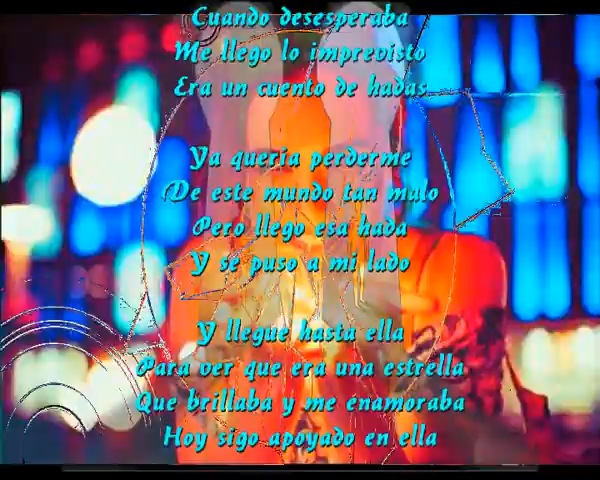 Cuando desesperaba
Me llego lo imprevisto
Era un cuento de hadas
Ya queria perderme
De este mundo tan malo
Pero llego esa hada
Y se puso a mi lado
Y llegue hasta ella
Para ver que era una estrella
Que brillaba y me enamoraba
Hoy sigo apoyado en ella